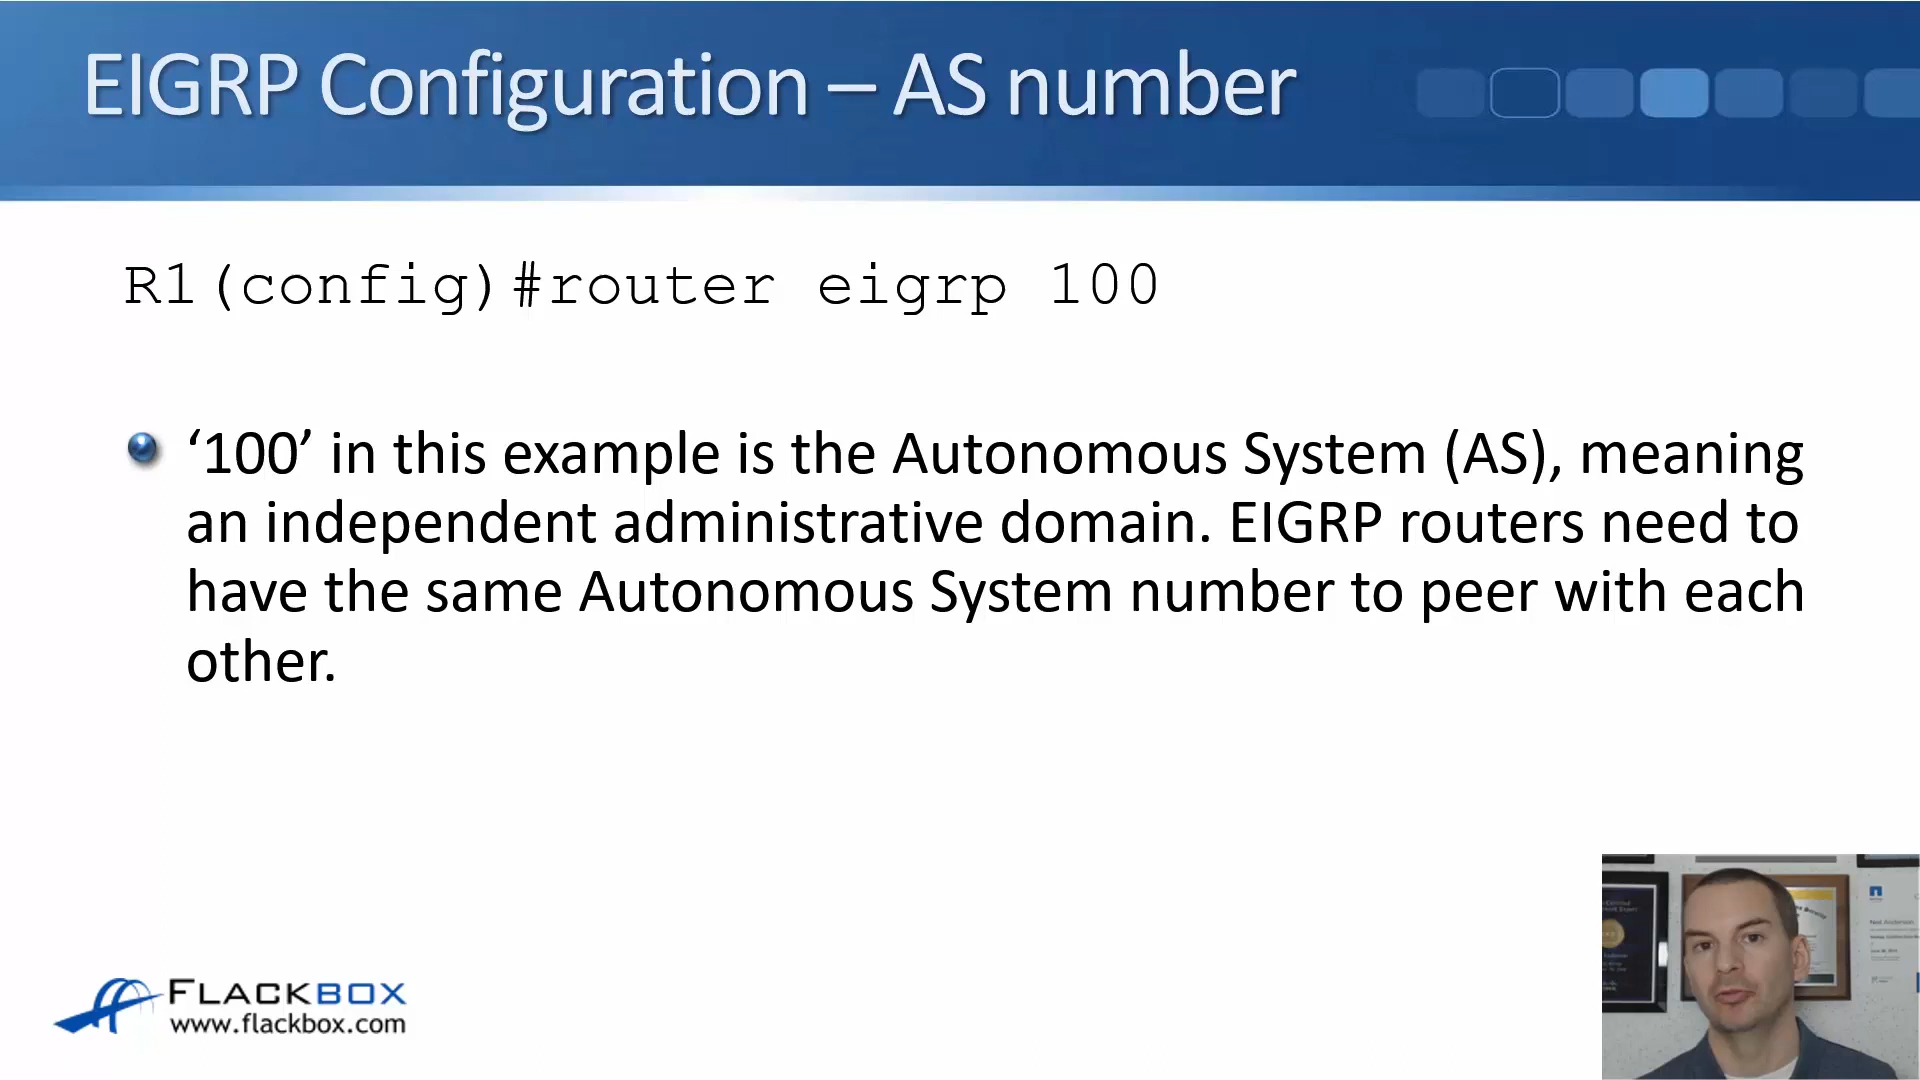 EIGRP Configuration – AS number
R1(config)#router eigrp 100
‘100’ in this example is the Autonomous System (AS), meaning
an independent administrative domain. EIGRP routers need to
have the same Autonomous System number to peer with each
other.
FLACKBOX
www.flackbox.com